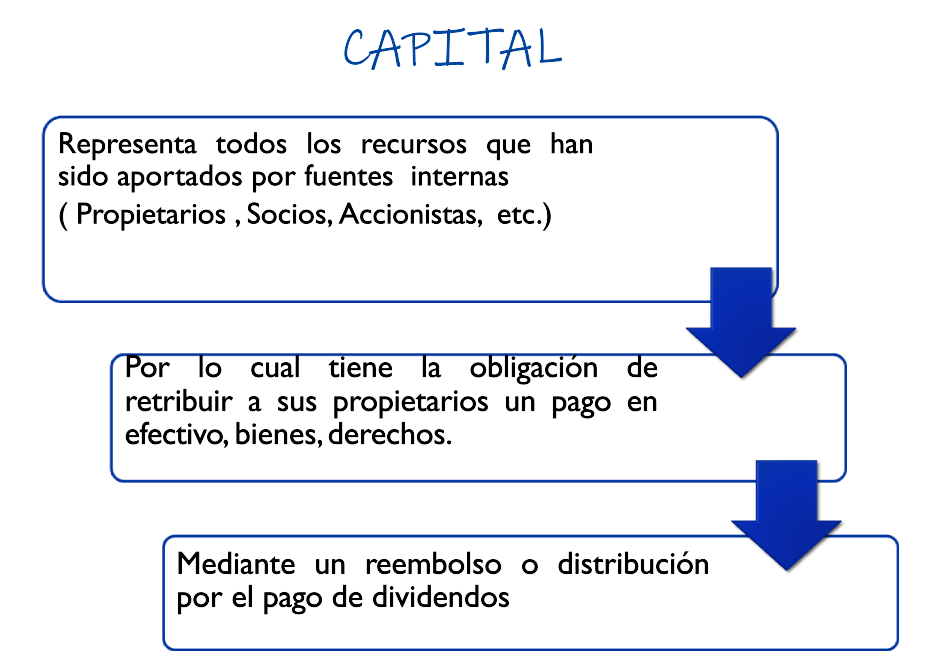 CAPITAL
Representa todos los recursos que han
sido aportados por fuentes internas
( Propietarios , Socios, Accionistas, etc.)
Por lo cual tiene la obligación de
retribuir a sus propietarios un pago en
efectivo, bienes, derechos.
Mediante un reembolso o distribución
por el pago de dividendos